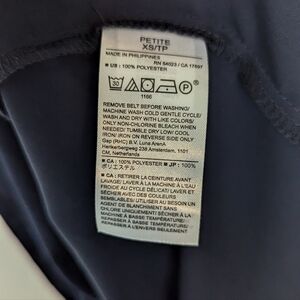 PETITE
XS/TP
MADE IN PHILIPPINES
RN 54023 / CA 17897
■ US : 100% POLYESTER
30
P
1166
REMOVE BELT BEFORE WASHING/
MACHINE WASH COLD GENTLE CYCLE/
WASH AND DRY WITH LIKE COLORS/
ONLY NON-CHLORINE BLEACH WHEN
NEEDED/ TUMBLE DRY LOW/ COOL
IRON/ IRON ON REVERSE SIDE ONLY
Gap (RHC) B.V. Luna ArenA
Herikerbergweg 238 Amsterdam, 1101
CM, Netherlands
■ CA : 100% POLYESTER ■ JP : 100%
ポリエステル
■ CA : RETIRER LA CEINTURE AVANT
LAVAGE/ LAVER À LA MACHINE À L'EAU
FROIDE AU CYCLE DÉLICAT/ LAVER ET
SÉCHER AVEC DES COULEURS
SEMBLABLES/ UTILISER AU BESOIN UN
AGENT DE BLANCHIMENT SANS
CHLORE UNIQUEMENT/ SÉCHER À LA
MACHINE À BASSE TEMPÉRATURE/
REPASSER À BASSE TEMPÉRATURE/
REPASSER À L'ENVERS SEULEMENT